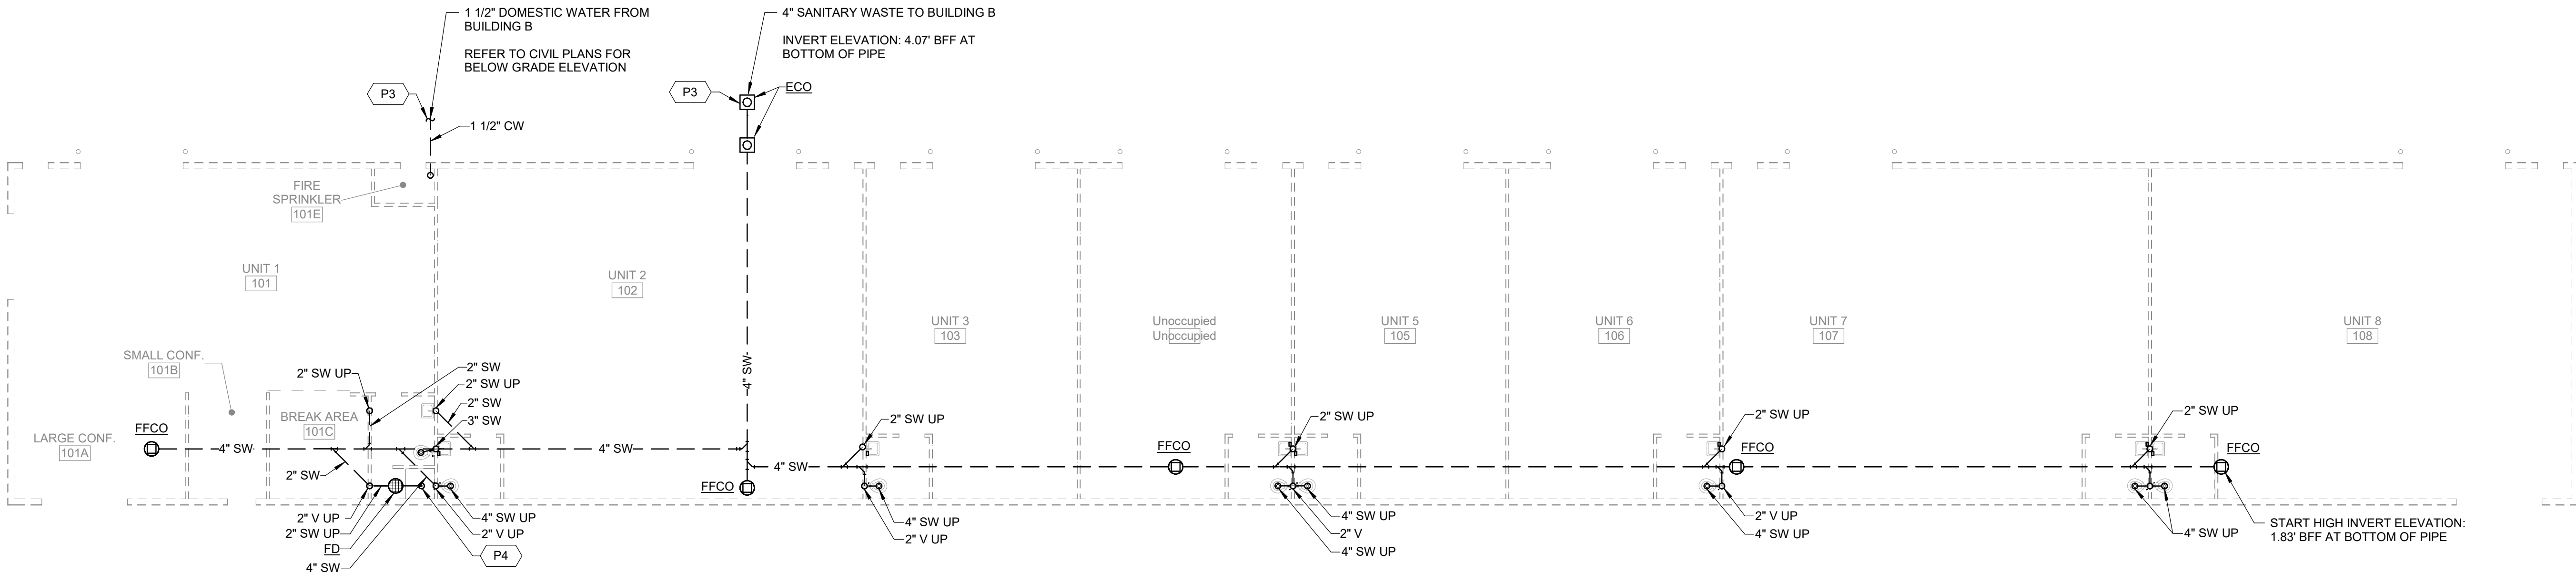 1 1/2" DOMESTIC WATER FROM
BUILDING B
REFER TO CIVIL PLANS FOR
BELOW GRADE ELEVATION
4" SANITARY WASTE TO BUILDING B
INVERT ELEVATION: 4.07' BFF AT
BOTTOM OF PIPE
P3
P3
ECO
1 1/2" CW
FIRE
SPRINKLER
101E
UNIT 1
101
UNIT 2
102
UNIT 3
103
Unoccupied
Unoccupied
UNIT 5
105
UNIT 6
106
UNIT 7
107
UNIT 8
108
SMALL CONF.
101B
2" SW UP
2" SW
2" SW UP
2" SW
3" SW
4" SW
BREAK AREA
101C
LARGE CONF.
101A
FFCO
4" SW
2" SW
4" SW
4" SW
FFCO
2" SW UP
FFCO
2" SW UP
2" SW UP
FFCO
2" SW UP
FFCO
2" V UP
2" SW UP
FD
4" SW
4" SW UP
2" V UP
P4
4" SW UP
2" V UP
4" SW UP
2" V
4" SW UP
2" V UP
4" SW UP
4" SW UP
START HIGH INVERT ELEVATION:
1.83' BFF AT BOTTOM OF PIPE